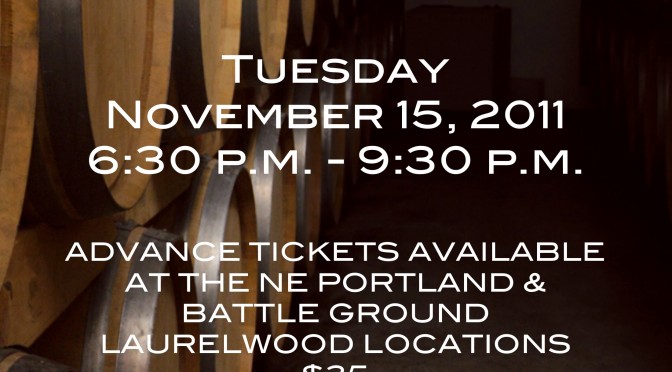 TUESDAY
NOVEMBER 15, 2011
6:30 P.M. – 9:30 P.M.
ADVANCE TICKETS AVAILABLE
AT THE NE PORTLAND &
BATTLE GROUND
LAURELWOOD LOCATIONS